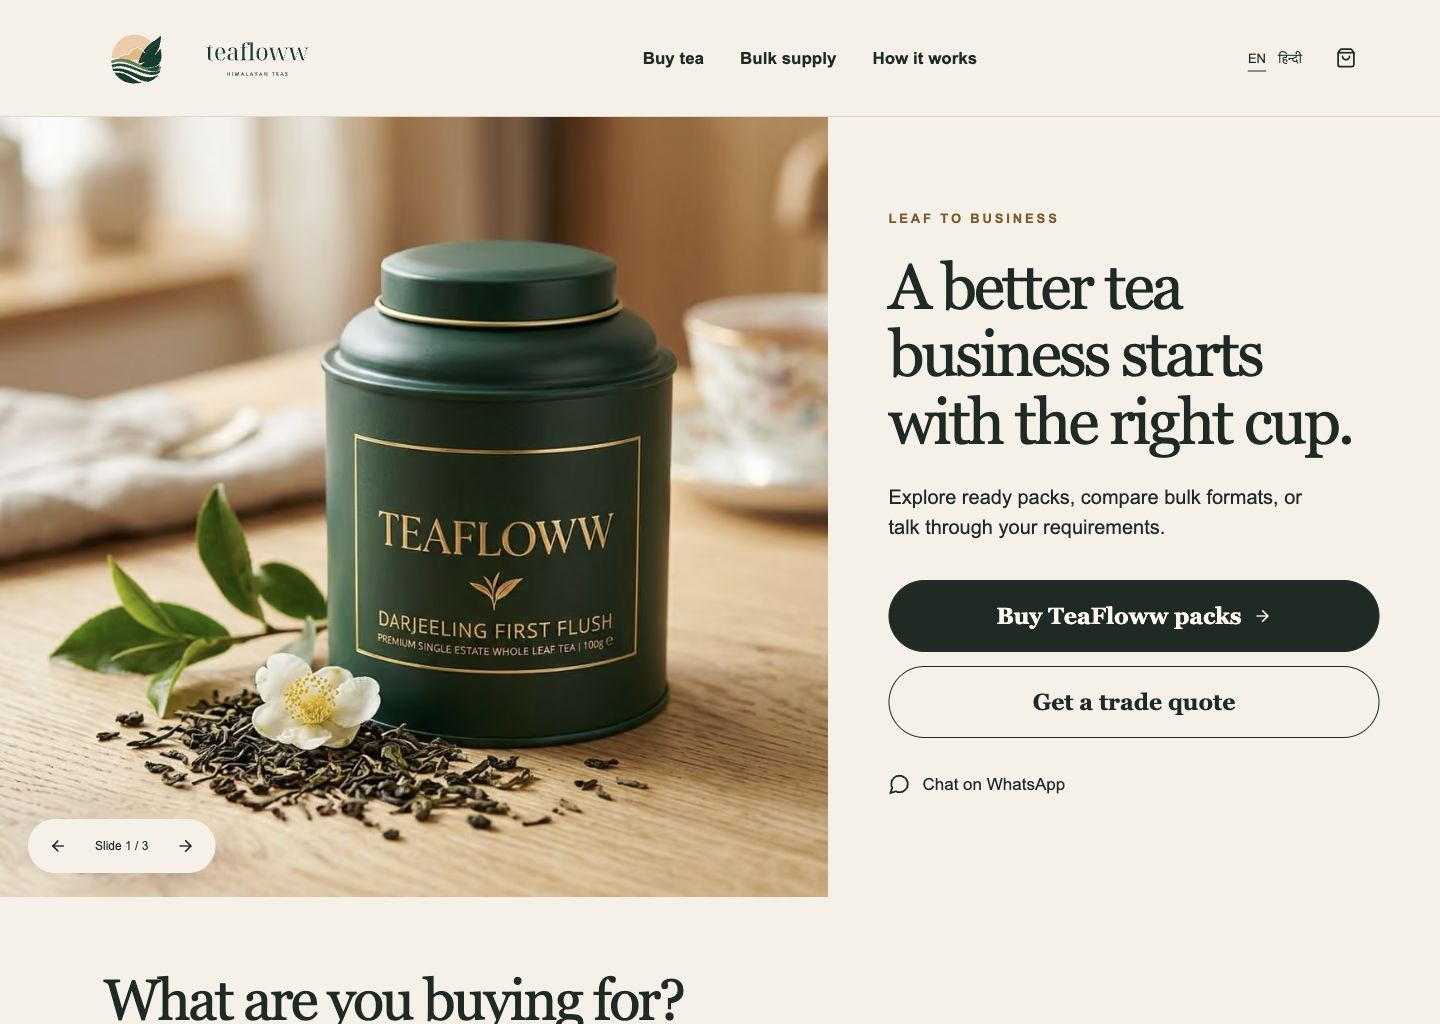 teafloww
HIMALAYAN TEAS
Buy tea
Bulk supply
How it works
EN
हिन्दी
TEAFLOWW
DARJEELING FIRST FLUSH
PREMIUM SINGLE ESTATE WHOLE LEAF TEA | 100g ℮
Slide 1 / 3
LEAF TO BUSINESS
A better tea
business starts
with the right cup.
Explore ready packs, compare bulk formats, or
talk through your requirements.
Buy TeaFloww packs
Get a trade quote
Chat on WhatsApp
What are you buying for?